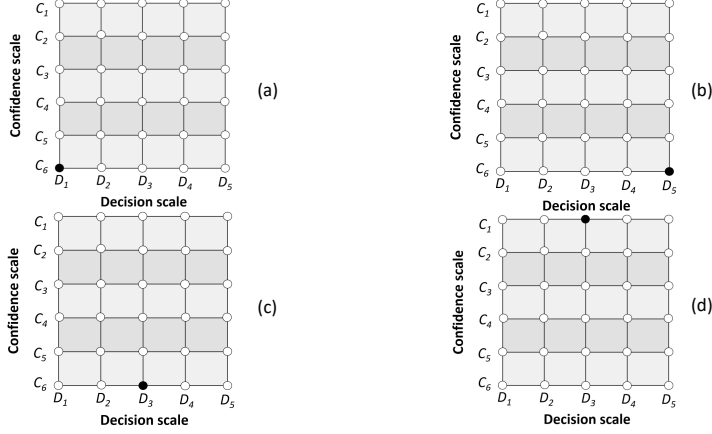 Confidence scale
C1
C2
C3
C4
C5
C6
D1 D2 D3 D4 D5
Decision scale
(a)
Confidence scale
C1
C2
C3
C4
C5
C6
D1 D2 D3 D4 D5
Decision scale
(b)
Confidence scale
C1
C2
C3
C4
C5
C6
D1 D2 D3 D4 D5
Decision scale
(c)
Confidence scale
C1
C2
C3
C4
C5
C6
D1 D2 D3 D4 D5
Decision scale
(d)